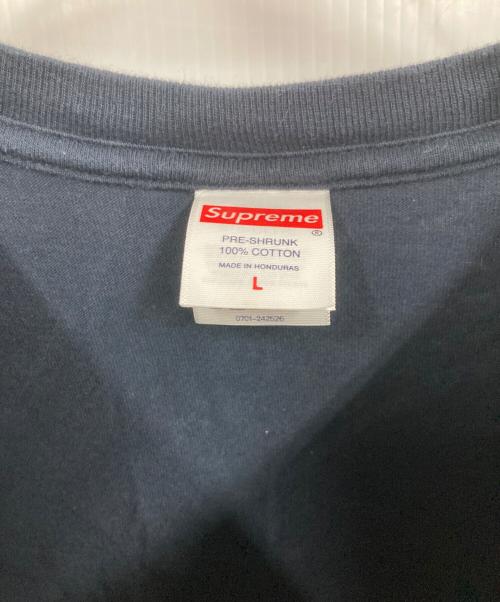 Supreme
®
PRE-SHRUNK
100% COTTON
MADE IN HONDURAS
L
0701-242526